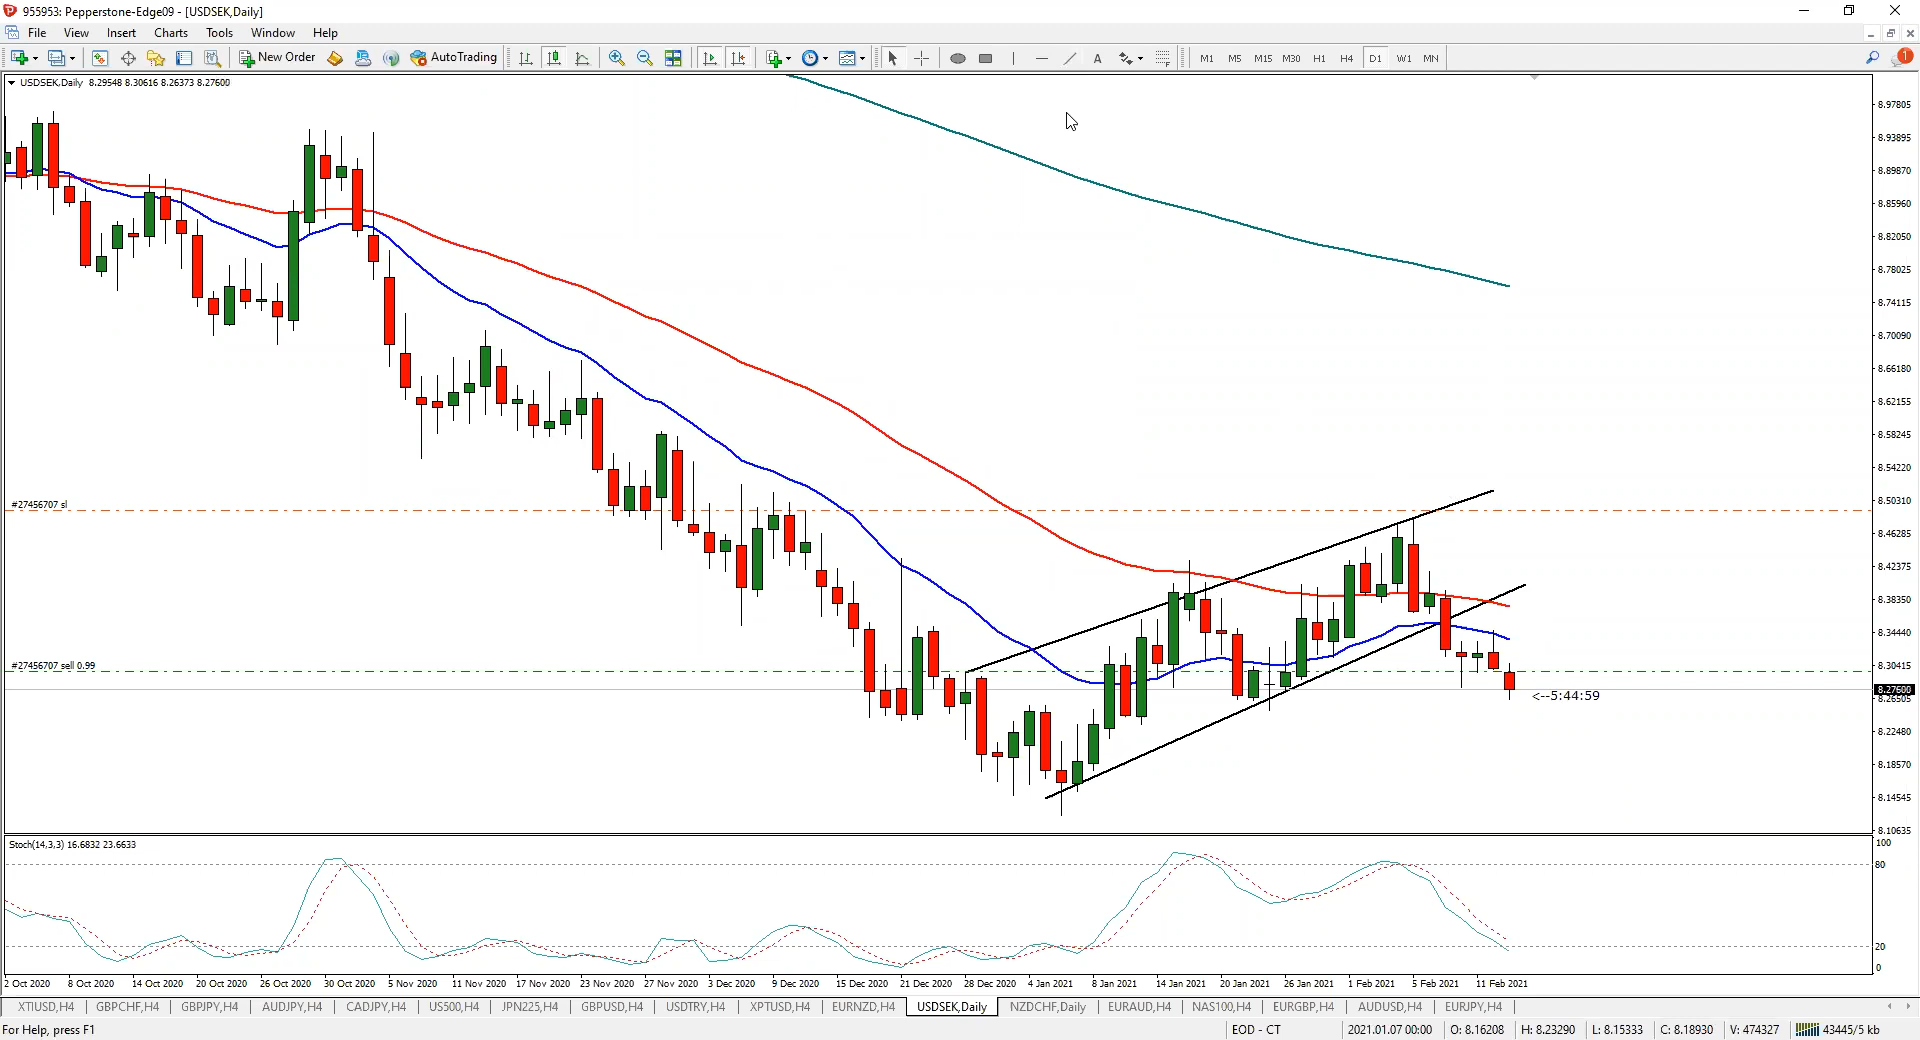 955953: Pepperstone-Edge09 - [USDSEK,Daily]
File View Insert Charts Tools Window Help
New Order AutoTrading A M1 M5 M15 M30 H1 H4 D1 W1 MN 1
USDSEK,Daily 8.29548 8.30616 8.26373 8.27600
8.97805
8.93895
8.89870
8.85960
8.82050
8.78025
8.74115
8.70090
8.66180
8.62155
8.58245
8.54220
#27456707 sl
8.50310
8.46285
8.42375
8.38350
8.34440
#27456707 sell 0.99
8.30415
8.27600
<--5:44:59
8.26505
8.22480
8.18570
8.14545
8.10635
Stoch(14,3,3) 16.6832 23.6633
100
80
20
0
2 Oct 2020 8 Oct 2020 14 Oct 2020 20 Oct 2020 26 Oct 2020 30 Oct 2020 5 Nov 2020 11 Nov 2020 17 Nov 2020 23 Nov 2020 27 Nov 2020 3 Dec 2020 9 Dec 2020 15 Dec 2020 21 Dec 2020 28 Dec 2020 4 Jan 2021 8 Jan 2021 14 Jan 2021 20 Jan 2021 26 Jan 2021 1 Feb 2021 5 Feb 2021 11 Feb 2021
XTIUSD,H4 GBPCHF,H4 GBPJPY,H4 AUDJPY,H4 CADJPY,H4 US500,H4 JPN225,H4 GBPUSD,H4 USDTRY,H4 XPTUSD,H4 EURNZD,H4 USDSEK,Daily NZDCHF,Daily EURAUD,H4 NAS100,H4 EURGBP,H4 AUDUSD,H4 EURJPY,H4
For Help, press F1 EOD - CT 2021.01.07 00:00 O: 8.16208 H: 8.23290 L: 8.15333 C: 8.18930 V: 474327 43445/5 kb